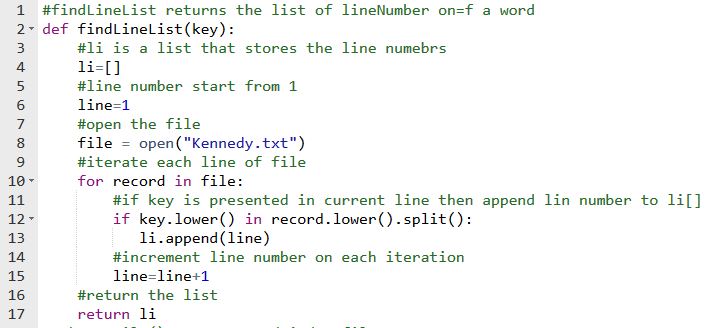 1 #findLineList returns the list of lineNumber on=f a word
2 def findLineList(key):
3 #li is a list that stores the line numebrs
4 li=[]
5 #line number start from 1
6 line=1
7 #open the file
8 file = open("Kennedy.txt")
9 #iterate each line of file
10 for record in file:
11 #if key is presented in current line then append lin number to li[]
12 if key.lower() in record.lower().split():
13 li.append(line)
14 #increment line number on each iteration
15 line=line+1
16 #return the list
17 return li